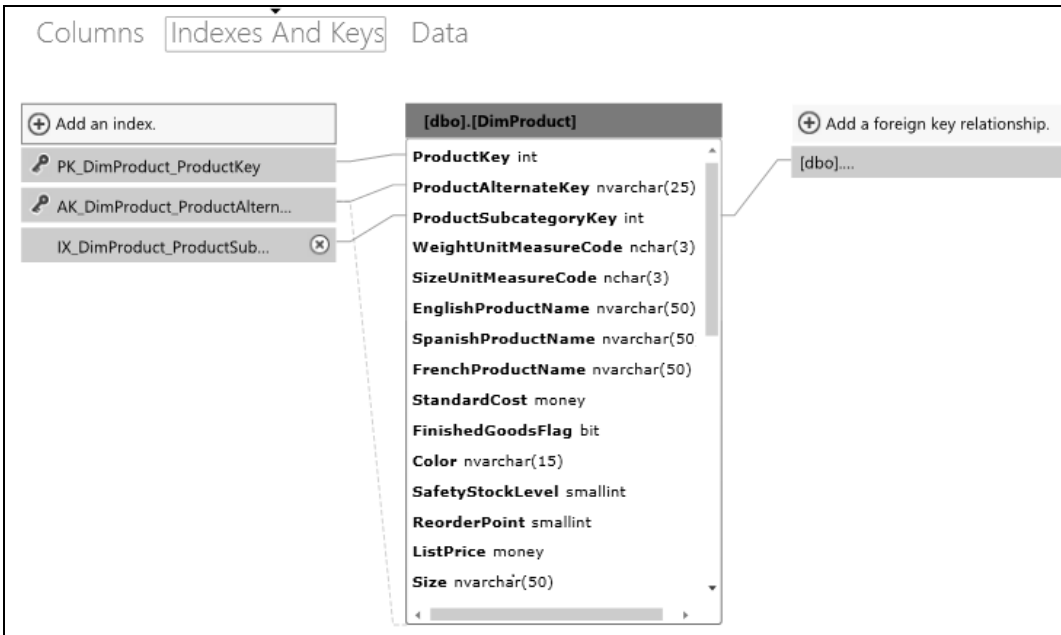 Columns Indexes And Keys Data
Add an index.
PK_DimProduct_ProductKey
AK_DimProduct_ProductAltern...
IX_DimProduct_ProductSub...
[dbo].[DimProduct]
ProductKey int
ProductAlternateKey nvarchar(25)
ProductSubcategoryKey int
WeightUnitMeasureCode nchar(3)
SizeUnitMeasureCode nchar(3)
EnglishProductName nvarchar(50)
SpanishProductName nvarchar(50
FrenchProductName nvarchar(50)
StandardCost money
FinishedGoodsFlag bit
Color nvarchar(15)
SafetyStockLevel smallint
ReorderPoint smallint
ListPrice money
Size nvarchar(50)
Add a foreign key relationship.
[dbo]....